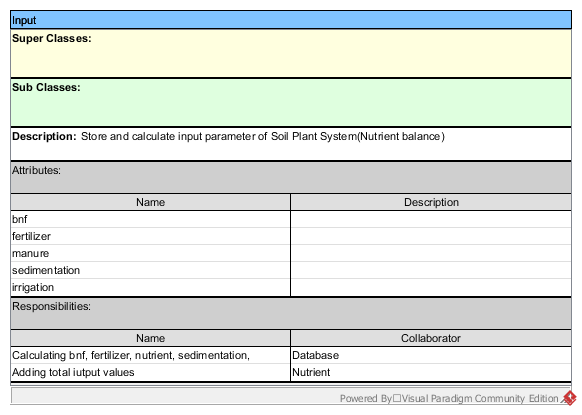 Input
Super Classes:
Sub Classes:
Description: Store and calculate input parameter of Soil Plant System(Nutrient balance)
Attributes:
Name Description
bnf
fertilizer
manure
sedimentation
irrigation
Responsibilities:
Name Collaborator
Calculating bnf, fertilizer, nutrient, sedimentation, Database
Adding total iutput values Nutrient
Powered By□Visual Paradigm Community Edition